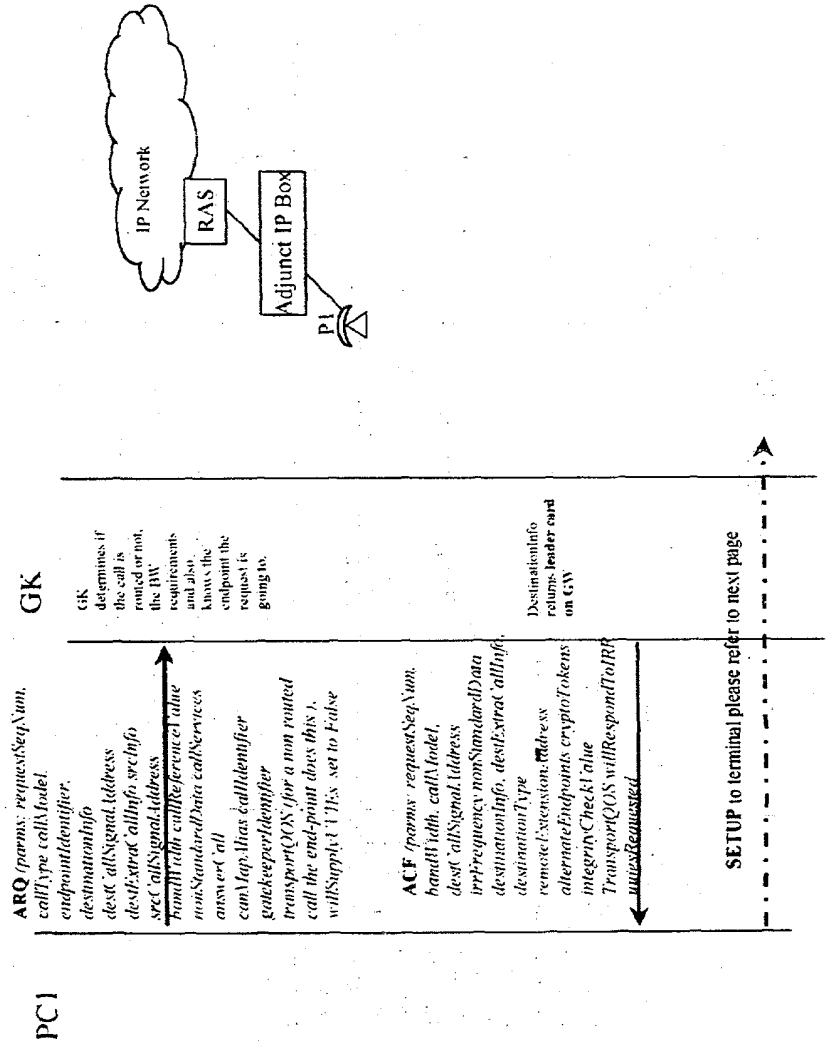 PC1
GK
ARQ (parms: requestSeqNum,
callType callModel,
endpointIdentifier,
destinationInfo
destCallSignalAddress
destExtraCallInfo srcInfo
srcCallSignalAddress
bandWidth callReferenceValue
nonStandardData callServices
answerCall
canMapAlias callIdentifier
gatekeeperIdentifier
transportQOS (for a non routed
call the end-point does this ),
willSupplyUUIEs set to False
GK
determines if
the call is
routed or not,
the BW
requirements
and also
knows the
endpoint the
request is
going to.
ACF (parms: requestSeqNum,
bandWidth, callModel,
destCallSignalAddress
irrFrequency nonStandardData
destinationInfo, destExtraCallInfo,
destinationType
remoteExtensionAddress
alternateEndpoints cryptoTokens
integrityCheckValue
TransportQOS willRespondToIRR
uuiesRequested
DestinationInfo
returns leader card
on GW
SETUP to terminal please refer to next page
IP Network
RAS
Adjunct IP Box
P1